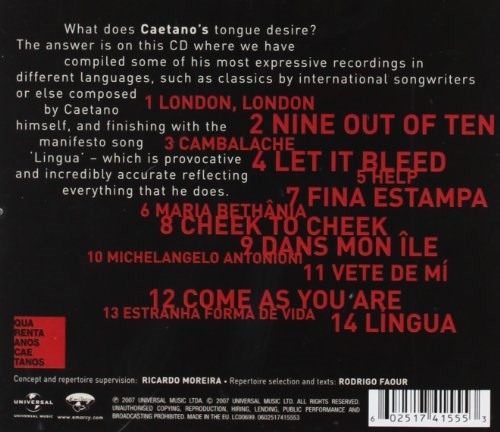 What does Caetano's tongue desire?
The answer is on this CD where we have
compiled some of his most expressive recordings in
different languages, such as classics by international songwriters
or else composed
by Caetano
himself, and finishing with the
manifesto song
'Lingua' – which is provocative
and incredibly accurate reflecting
everything that he does.
1 LONDON, LONDON
2 NINE OUT OF TEN
3 CAMBALACHE
4 LET IT BLEED
5 HELP
7 FINA ESTAMPA
6 MARIA BETHÂNIA
8 CHEEK TO CHEEK
9 DANS MON ÎLE
10 MICHELANGELO ANTONIONI
11 VETE DE MÍ
12 COME AS YOU ARE
13 ESTRANHA FORMA DE VIDA
14 LÍNGUA
QUA
RENTA
ANOS
CAE
TANOS
Concept and repertoire supervision: RICARDO MOREIRA • Repertoire selection and texts: RODRIGO FAOUR
UNIVERSAL
UNIVERSAL MUSIC
www.emarcy.com
℗ 2007 UNIVERSAL MUSIC LTDA. © 2007 UNIVERSAL MUSIC LTD. ALL RIGHTS RESERVED.
UNAUTHORISED COPYING, REPRODUCTION, HIRING, LENDING, PUBLIC PERFORMANCE AND
BROADCASTING PROHIBITED. MADE IN THE EU. LC00699 0602517415553
6 02517 41555 3